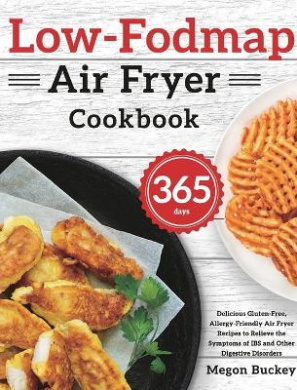 Low-Fodmap
Air Fryer
Cookbook
365
days
Delicious Gluten-Free,
Allergy-Friendly Air Fryer
Recipes to Relieve the
Symptoms of IBS and Other
Digestive Disorders
Megon Buckey